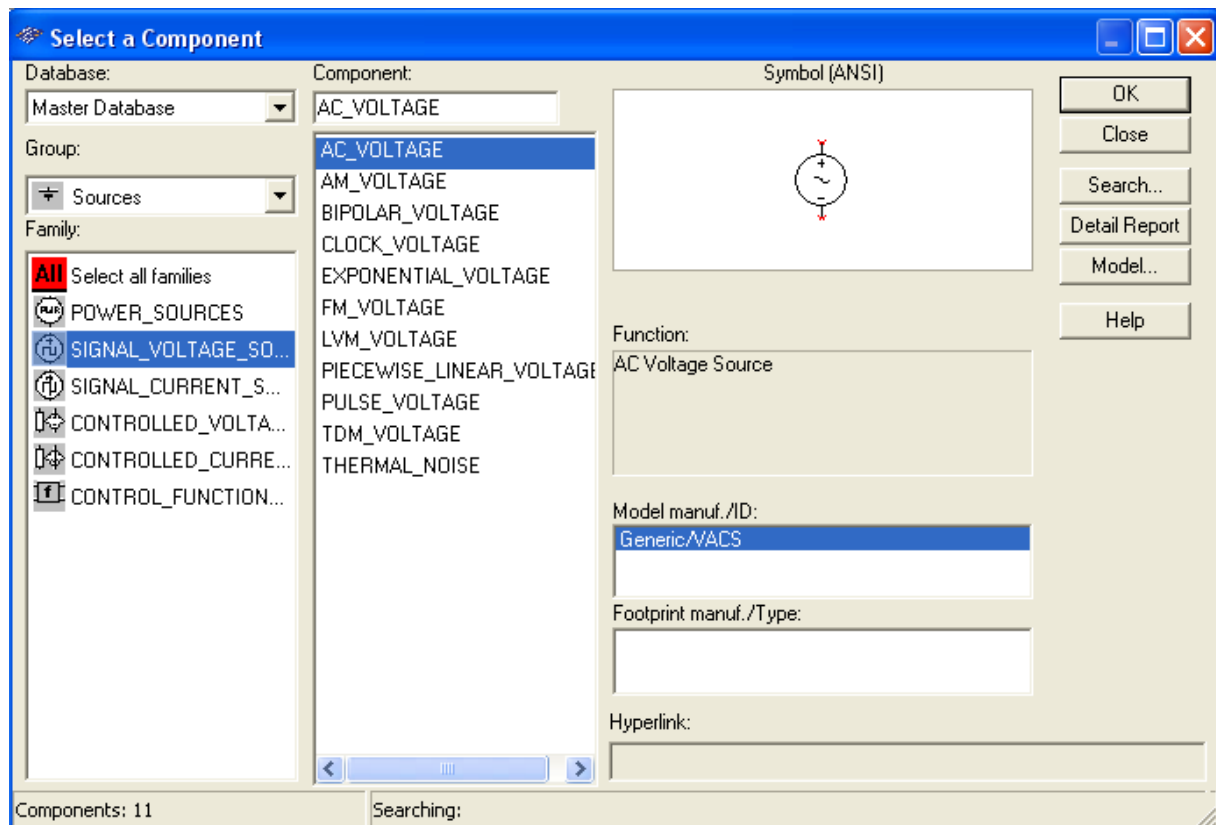 Select a Component
Database:
Master Database
Group:
Sources
Family:
All Select all families
POWER_SOURCES
SIGNAL_VOLTAGE_SO...
SIGNAL_CURRENT_S...
CONTROLLED_VOLTA...
CONTROLLED_CURRE...
CONTROL_FUNCTION...
Component:
AC_VOLTAGE
AC_VOLTAGE
AM_VOLTAGE
BIPOLAR_VOLTAGE
CLOCK_VOLTAGE
EXPONENTIAL_VOLTAGE
FM_VOLTAGE
LVM_VOLTAGE
PIECEWISE_LINEAR_VOLTAGE
PULSE_VOLTAGE
TDM_VOLTAGE
THERMAL_NOISE
Symbol (ANSI)
Function:
AC Voltage Source
Model manuf./ID:
Generic/VACS
Footprint manuf./Type:
Hyperlink:
OK
Close
Search...
Detail Report
Model...
Help
Components: 11
Searching: